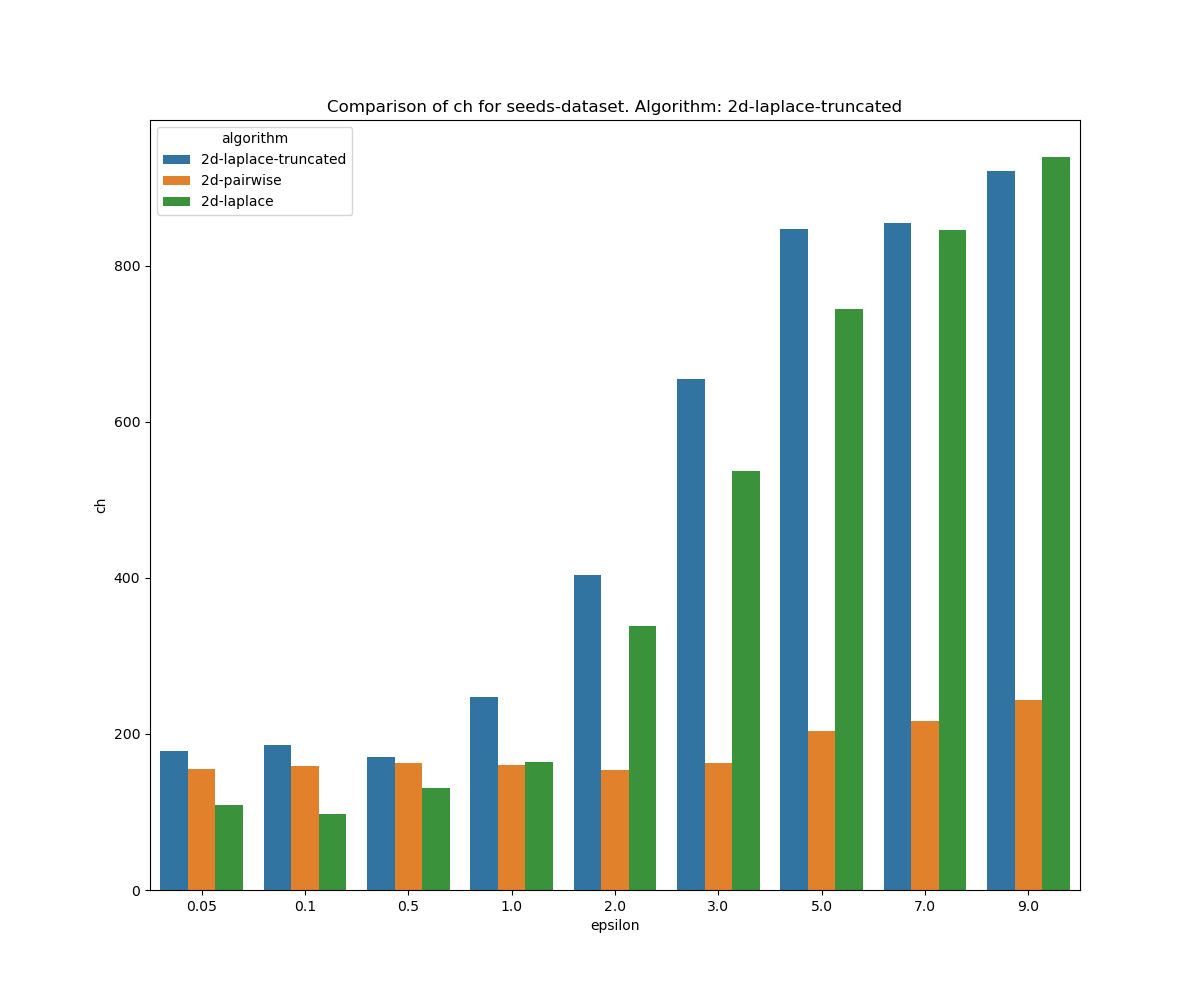 Comparison of ch for seeds-dataset. Algorithm: 2d-laplace-truncated
algorithm
2d-laplace-truncated
2d-pairwise
2d-laplace
800
600
400
200
0
ch
0.05 0.1 0.5 1.0 2.0 3.0 5.0 7.0 9.0
epsilon